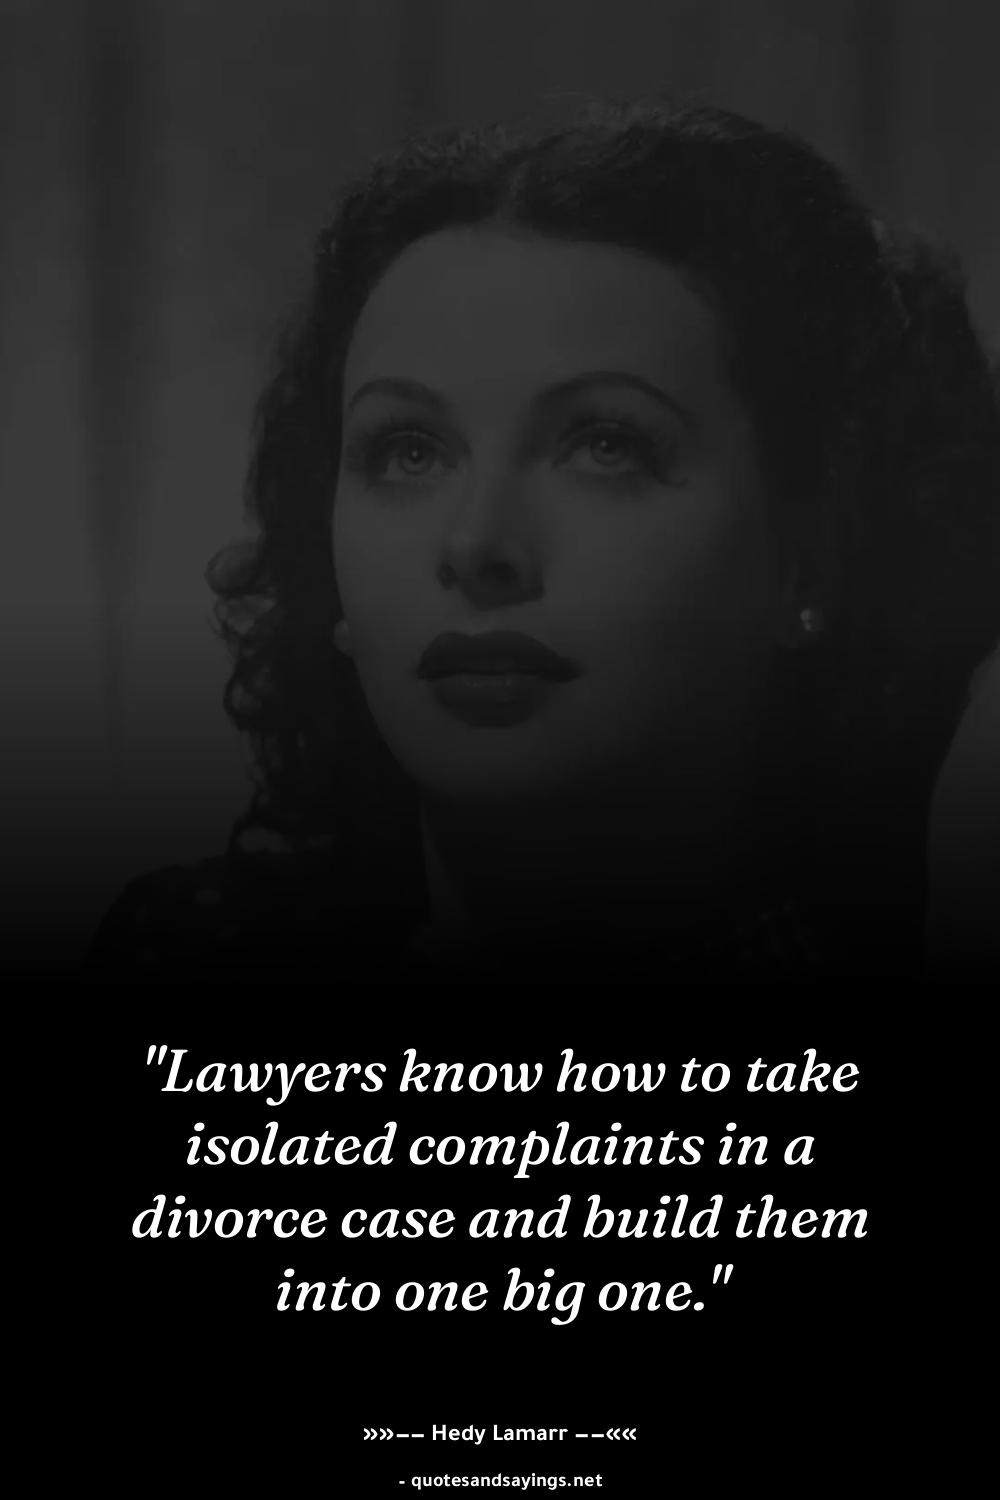 "Lawyers know how to take
isolated complaints in a
divorce case and build them
into one big one."
»»−− Hedy Lamarr −−««
- quotesandsayings.net